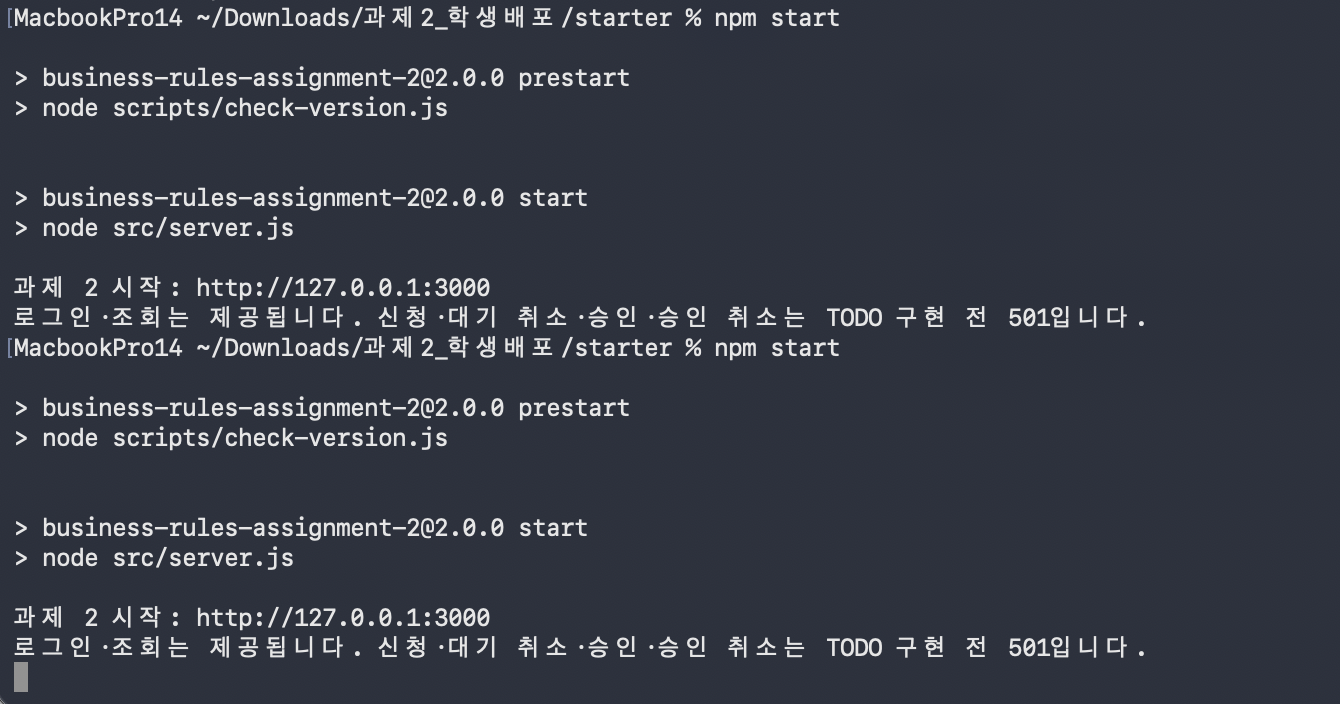 [MacbookPro14 ~/Downloads/과제2_학생배포/starter % npm start
> business-rules-assignment-2@2.0.0 prestart
> node scripts/check-version.js
> business-rules-assignment-2@2.0.0 start
> node src/server.js
과제 2 시작: http://127.0.0.1:3000
로그인·조회는 제공됩니다. 신청·대기 취소·승인·승인 취소는 TODO 구현 전 501입니다.
[MacbookPro14 ~/Downloads/과제2_학생배포/starter % npm start
> business-rules-assignment-2@2.0.0 prestart
> node scripts/check-version.js
> business-rules-assignment-2@2.0.0 start
> node src/server.js
과제 2 시작: http://127.0.0.1:3000
로그인·조회는 제공됩니다. 신청·대기 취소·승인·승인 취소는 TODO 구현 전 501입니다.